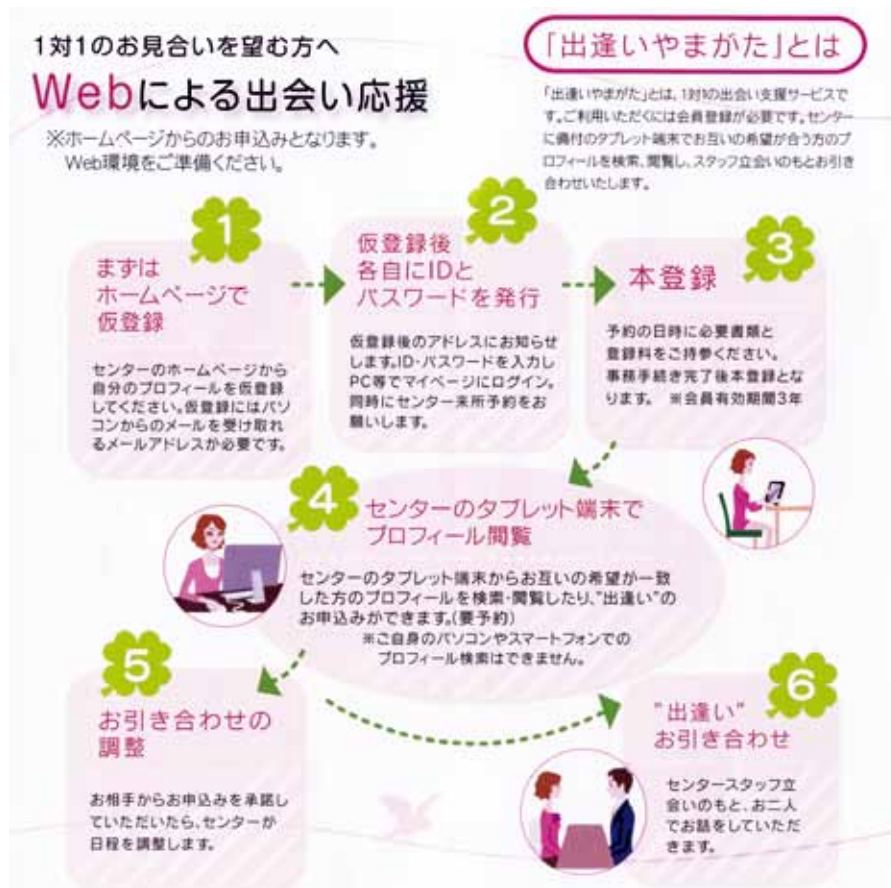 1対1のお見合いを望む方へ
Webによる出会い応援
※ホームページからのお申込みとなります。
Web環境をご準備ください。
「出逢いやまがた」とは
「出逢いやまがた」とは、1対1の出会い支援サービスで
す。ご利用いただくには会員登録が必要です。センター
に備付のタブレット端末でお互いの希望が合う方のプ
ロフィールを検索、閲覧し、スタッフ立会いのもとお引き
合わせいたします。
1
まずは
ホームページで
仮登録
センターのホームページから
自分のプロフィールを仮登録
してください。仮登録にはパソ
コンからのメールを受け取れ
るメールアドレスが必要です。
2
仮登録後
各自にIDと
パスワードを発行
仮登録後のアドレスにお知らせ
します。ID・パスワードを入力し
PC等でマイページにログイン。
同時にセンター来所予約をお
願いします。
3
本登録
予約の日時に必要書類と
登録料をご持参ください。
事務手続き完了後本登録とな
ります。 ※会員有効期間3年
4
センターのタブレット端末で
プロフィール閲覧
センターのタブレット端末からお互いの希望が一致
した方のプロフィールを検索・閲覧したり、"出逢い"の
お申込みができます。(要予約)
※ご自身のパソコンやスマートフォンでの
プロフィール検索はできません。
5
お引き合わせの
調整
お相手からお申込みを承諾し
ていただいたら、センターが
日程を調整します。
6
"出逢い"
お引き合わせ
センタースタッフ立
会いのもと、お二人
でお話をしていただ
きます。